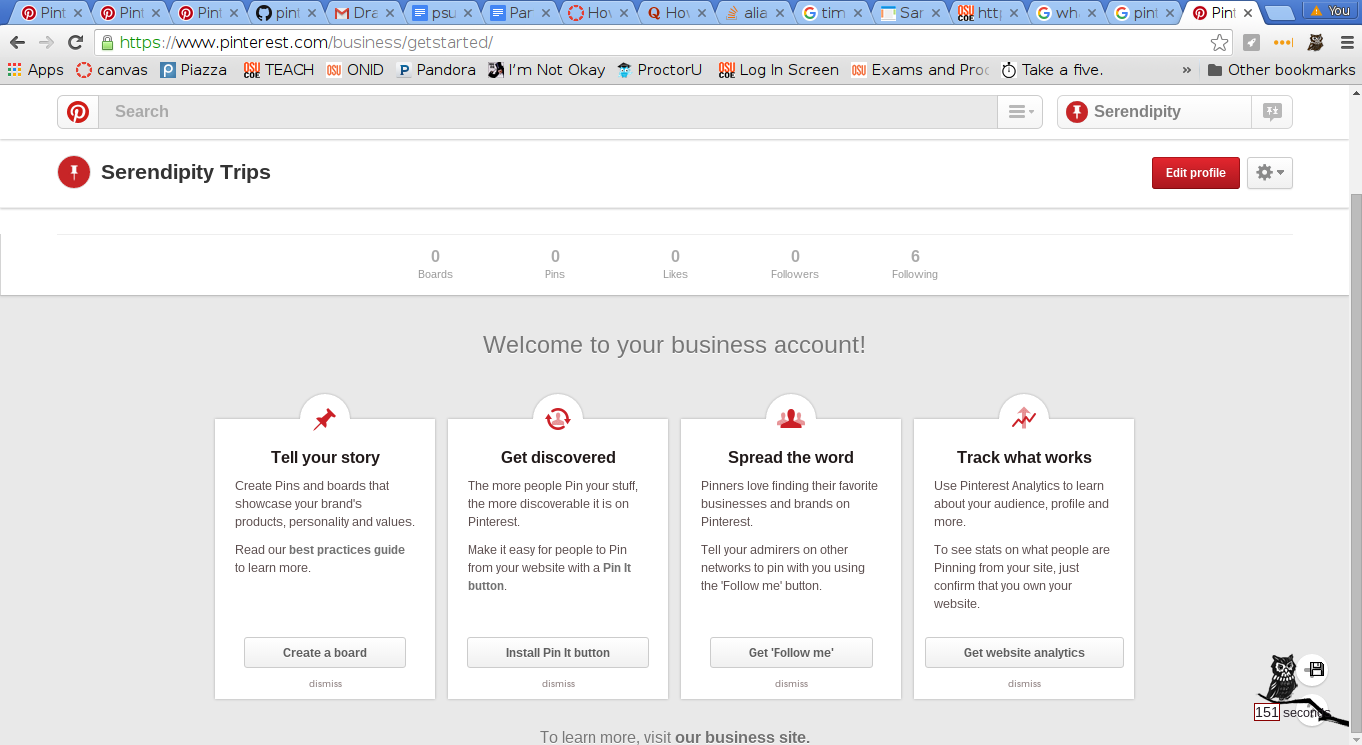 Pint Pint Pint pint Dra psu Par How Hov alia tim Sar http wha pint Pint You
https://www.pinterest.com/business/getstarted/
Apps canvas Piazza TEACH ONID Pandora I'm Not Okay ProctorU Log In Screen Exams and Proc Take a five. » Other bookmarks
Search Serendipity
Serendipity Trips Edit profile
0 0 0 0 6
Boards Pins Likes Followers Following
Welcome to your business account!
Tell your story
Create Pins and boards that
showcase your brand's
products, personality and values.
Read our best practices guide
to learn more.
Create a board
dismiss
Get discovered
The more people Pin your stuff,
the more discoverable it is on
Pinterest.
Make it easy for people to Pin
from your website with a Pin It
button.
Install Pin It button
dismiss
Spread the word
Pinners love finding their favorite
businesses and brands on
Pinterest.
Tell your admirers on other
networks to pin with you using
the 'Follow me' button.
Get 'Follow me'
dismiss
Track what works
Use Pinterest Analytics to learn
about your audience, profile and
more.
To see stats on what people are
Pinning from your site, just
confirm that you own your
website.
Get website analytics
dismiss
151 seconds
To learn more, visit our business site.